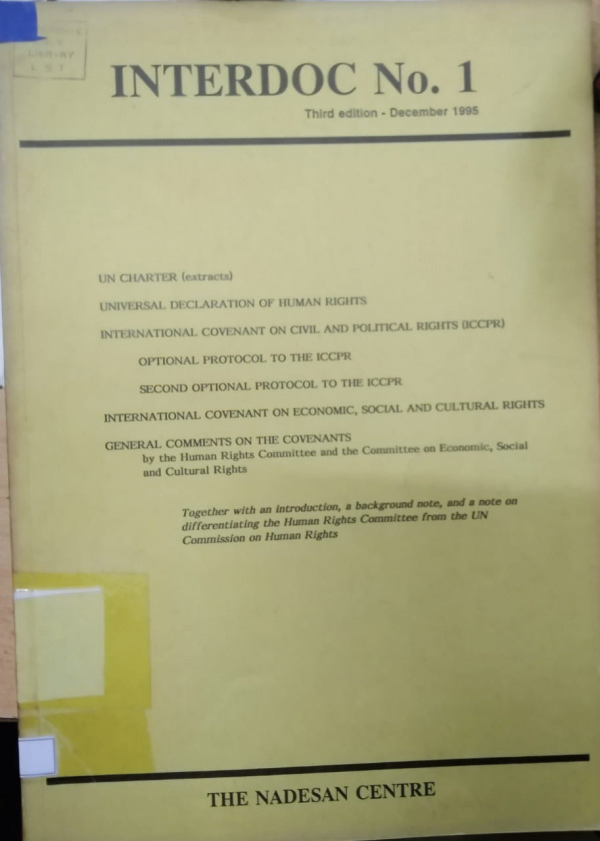 LIBRARY
INTERDOC No. 1
Third edition - December 1995
UN CHARTER (extracts)
UNIVERSAL DECLARATION OF HUMAN RIGHTS
INTERNATIONAL COVENANT ON CIVIL AND POLITICAL RIGHTS (ICCPR)
OPTIONAL PROTOCOL TO THE ICCPR
SECOND OPTIONAL PROTOCOL TO THE ICCPR
INTERNATIONAL COVENANT ON ECONOMIC, SOCIAL AND CULTURAL RIGHTS
GENERAL COMMENTS ON THE COVENANTS
by the Human Rights Committee and the Committee on Economic, Social
and Cultural Rights
Together with an introduction, a background note, and a note on
differentiating the Human Rights Committee from the UN
Commission on Human Rights
THE NADESAN CENTRE